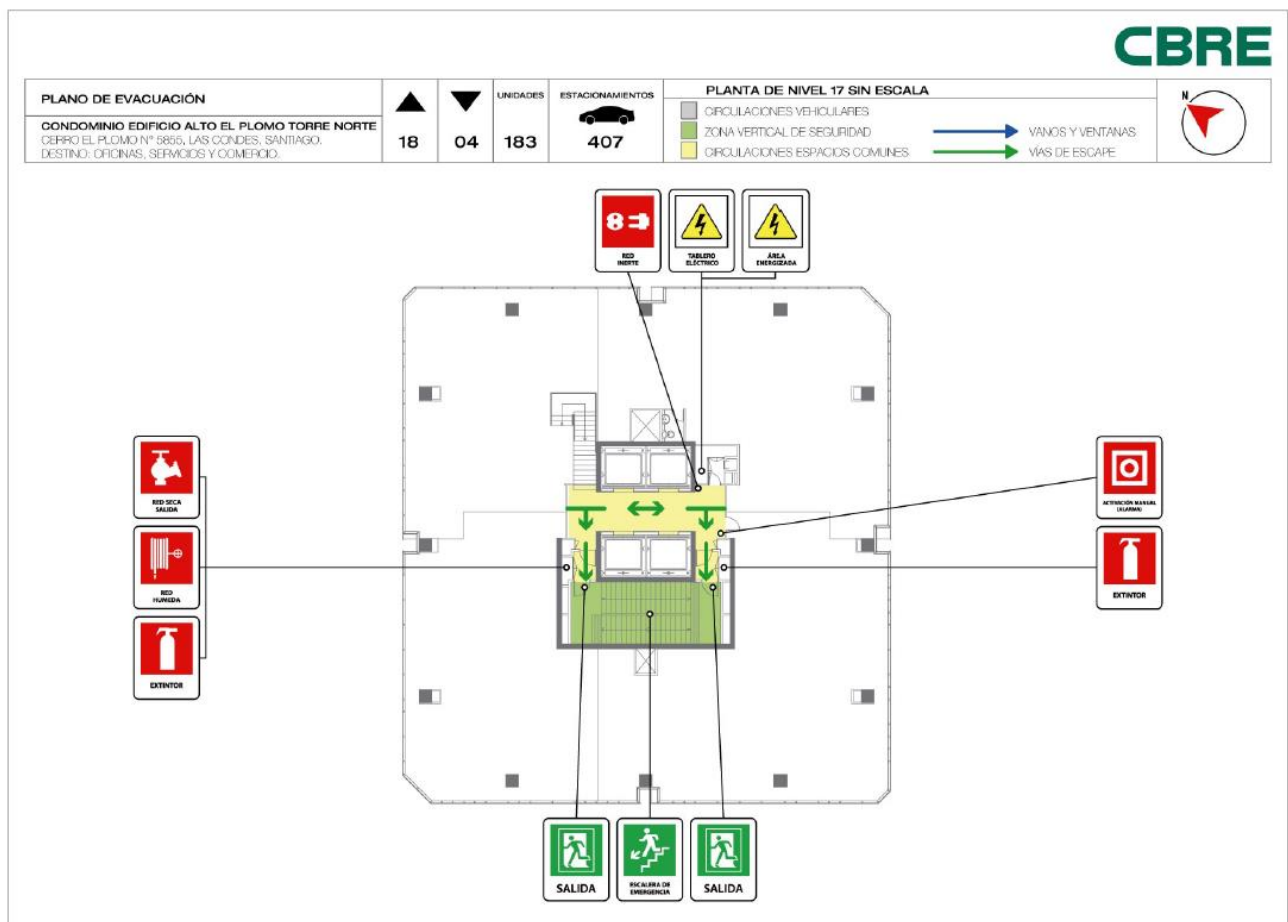 CBRE
PLANO DE EVACUACIÓN
CONDOMINIO EDIFICIO ALTO EL PLOMO TORRE NORTE
CERRO EL PLOMO N° 5855, LAS CONDES, SANTIAGO.
DESTINO: OFICINAS, SERVICIOS Y COMERCIO.
18
04
UNIDADES
183
ESTACIONAMIENTOS
407
PLANTA DE NIVEL 17 SIN ESCALA
CIRCULACIONES VEHICULARES
ZONA VERTICAL DE SEGURIDAD
CIRCULACIONES ESPACIOS COMUNES
VANOS Y VENTANAS
VÍAS DE ESCAPE
N
RED
INERTE
TABLERO
ELÉCTRICO
ÁREA
ENERGIZADA
RED SECA
SALIDA
RED
HUMEDA
EXTINTOR
ACTIVACIÓN MANUAL
(ALARMA)
EXTINTOR
SALIDA
ESCALERA DE
EMERGENCIA
SALIDA